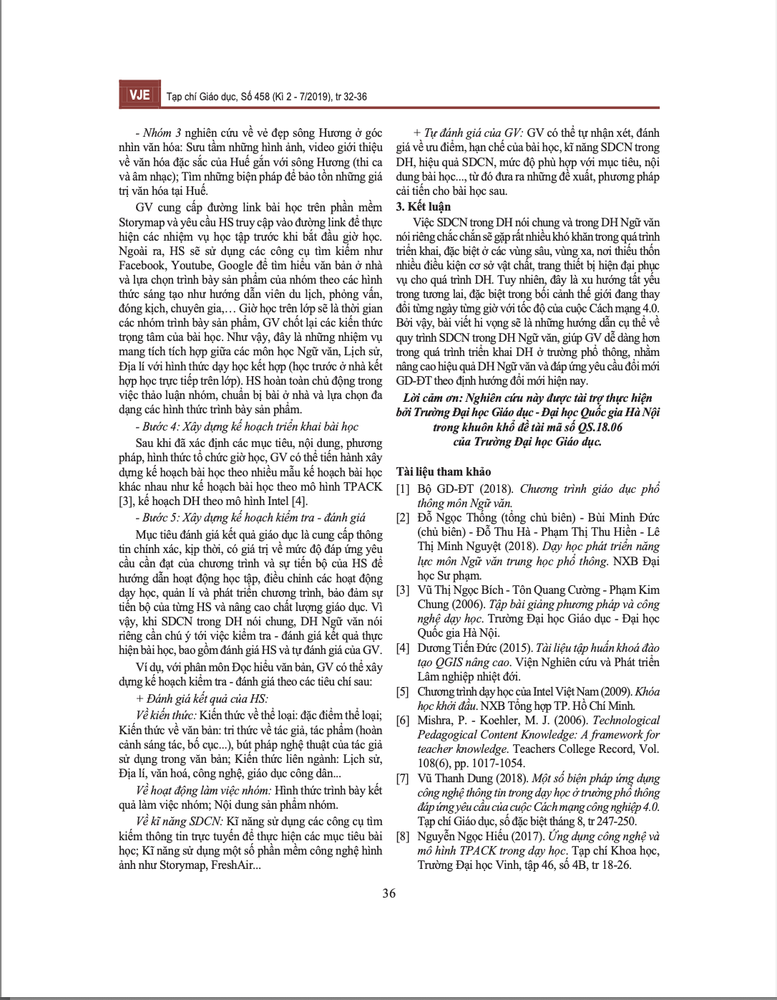 VJE
Tạp chí Giáo dục, Số 458 (Kì 2 - 7/2019), tr 32-36
- Nhóm 3 nghiên cứu về vẻ đẹp sông Hương ở góc
nhìn văn hóa: Sưu tầm những hình ảnh, video giới thiệu
về văn hóa đặc sắc của Huế gắn với sông Hương (thi ca
và âm nhạc); Tìm những biện pháp để bảo tồn những giá
trị văn hóa tại Huế.
GV cung cấp đường link bài học trên phần mềm
Storymap và yêu cầu HS truy cập vào đường link để thực
hiện các nhiệm vụ học tập trước khi bắt đầu giờ học.
Ngoài ra, HS sẽ sử dụng các công cụ tìm kiếm như
Facebook, Youtube, Google để tìm hiểu văn bản ở nhà
và lựa chọn trình bày sản phẩm của nhóm theo các hình
thức sáng tạo như hướng dẫn viên du lịch, phỏng vấn,
đóng kịch, chuyên gia,… Giờ học trên lớp sẽ là thời gian
các nhóm trình bày sản phẩm, GV chốt lại các kiến thức
trọng tâm của bài học. Như vậy, đây là những nhiệm vụ
mang tích tích hợp giữa các môn học Ngữ văn, Lịch sử,
Địa lí với hình thức dạy học kết hợp (học trước ở nhà kết
hợp học trực tiếp trên lớp). HS hoàn toàn chủ động trong
việc thảo luận nhóm, chuẩn bị bài ở nhà và lựa chọn đa
dạng các hình thức trình bày sản phẩm.
- Bước 4: Xây dựng kế hoạch triển khai bài học
Sau khi đã xác định các mục tiêu, nội dung, phương
pháp, hình thức tổ chức giờ học, GV có thể tiến hành xây
dựng kế hoạch bài học theo nhiều mẫu kế hoạch bài học
khác nhau như kế hoạch bài học theo mô hình TPACK
[3], kế hoạch DH theo mô hình Intel [4].
- Bước 5: Xây dựng kế hoạch kiểm tra - đánh giá
Mục tiêu đánh giá kết quả giáo dục là cung cấp thông
tin chính xác, kịp thời, có giá trị về mức độ đáp ứng yêu
cầu cần đạt của chương trình và sự tiến bộ của HS để
hướng dẫn hoạt động học tập, điều chỉnh các hoạt động
dạy học, quản lí và phát triển chương trình, bảo đảm sự
tiến bộ của từng HS và nâng cao chất lượng giáo dục. Vì
vậy, khi SDCN trong DH nói chung, DH Ngữ văn nói
riêng cần chú ý tới việc kiểm tra - đánh giá kết quả thực
hiện bài học, bao gồm đánh giá HS và tự đánh giá của GV.
Ví dụ, với phân môn Đọc hiểu văn bản, GV có thể xây
dựng kế hoạch kiểm tra - đánh giá theo các tiêu chí sau:
+ Đánh giá kết quả của HS:
Về kiến thức: Kiến thức về thể loại: đặc điểm thể loại;
Kiến thức về văn bản: tri thức về tác giả, tác phẩm (hoàn
cảnh sáng tác, bố cục...), bút pháp nghệ thuật của tác giả
sử dụng trong văn bản; Kiến thức liên ngành: Lịch sử,
Địa lí, văn hoá, công nghệ, giáo dục công dân...
Về hoạt động làm việc nhóm: Hình thức trình bày kết
quả làm việc nhóm; Nội dung sản phẩm nhóm.
Về kĩ năng SDCN: Kĩ năng sử dụng các công cụ tìm
kiếm thông tin trực tuyến để thực hiện các mục tiêu bài
học; Kĩ năng sử dụng một số phần mềm công nghệ hình
ảnh như Storymap, FreshAir...
+ Tự đánh giá của GV: GV có thể tự nhận xét, đánh
giá về ưu điểm, hạn chế của bài học, kĩ năng SDCN trong
DH, hiệu quả SDCN, mức độ phù hợp với mục tiêu, nội
dung bài học..., từ đó đưa ra những đề xuất, phương pháp
cải tiến cho bài học sau.
3. Kết luận
Việc SDCN trong DH nói chung và trong DH Ngữ văn
nói riêng chắc chắn sẽ gặp rất nhiều khó khăn trong quá trình
triển khai, đặc biệt ở các vùng sâu, vùng xa, nơi thiếu thốn
nhiều điều kiện cơ sở vật chất, trang thiết bị hiện đại phục
vụ cho quá trình DH. Tuy nhiên, đây là xu hướng tất yếu
trong tương lai, đặc biệt trong bối cảnh thế giới đang thay
đổi từng ngày từng giờ với tốc độ của cuộc Cách mạng 4.0.
Bởi vậy, bài viết hi vọng sẽ là những hướng dẫn cụ thể về
quy trình SDCN trong DH Ngữ văn, giúp GV dễ dàng hơn
trong quá trình triển khai DH ở trường phổ thông, nhằm
nâng cao hiệu quả DH Ngữ văn và đáp ứng yêu cầu đổi mới
GD-ĐT theo định hướng đổi mới hiện nay.
Lời cảm ơn: Nghiên cứu này được tài trợ thực hiện
bởi Trường Đại học Giáo dục - Đại học Quốc gia Hà Nội
trong khuôn khổ đề tài mã số QS.18.06
của Trường Đại học Giáo dục.
Tài liệu tham khảo
[1] Bộ GD-ĐT (2018). Chương trình giáo dục phổ
thông môn Ngữ văn.
[2] Đỗ Ngọc Thống (tổng chủ biên) - Bùi Minh Đức
(chủ biên) - Đỗ Thu Hà - Phạm Thị Thu Hiền - Lê
Thị Minh Nguyệt (2018). Dạy học phát triển năng
lực môn Ngữ văn trung học phổ thông. NXB Đại
học Sư phạm.
[3] Vũ Thị Ngọc Bích - Tôn Quang Cường - Phạm Kim
Chung (2006). Tập bài giảng phương pháp và công
nghệ dạy học. Trường Đại học Giáo dục - Đại học
Quốc gia Hà Nội.
[4] Dương Tiến Đức (2015). Tài liệu tập huấn khoá đào
tạo QGIS nâng cao. Viện Nghiên cứu và Phát triển
Lâm nghiệp nhiệt đới.
[5] Chương trình dạy học của Intel Việt Nam (2009). Khóa
học khởi đầu. NXB Tổng hợp TP. Hồ Chí Minh.
[6] Mishra, P. - Koehler, M. J. (2006). Technological
Pedagogical Content Knowledge: A framework for
teacher knowledge. Teachers College Record, Vol.
108(6), pp. 1017-1054.
[7] Vũ Thanh Dung (2018). Một số biện pháp ứng dụng
công nghệ thông tin trong dạy học ở trường phổ thông
đáp ứng yêu cầu của cuộc Cách mạng công nghiệp 4.0.
Tạp chí Giáo dục, số đặc biệt tháng 8, tr 247-250.
[8] Nguyễn Ngọc Hiếu (2017). Ứng dụng công nghệ và
mô hình TPACK trong dạy học. Tạp chí Khoa học,
Trường Đại học Vinh, tập 46, số 4B, tr 18-26.
36